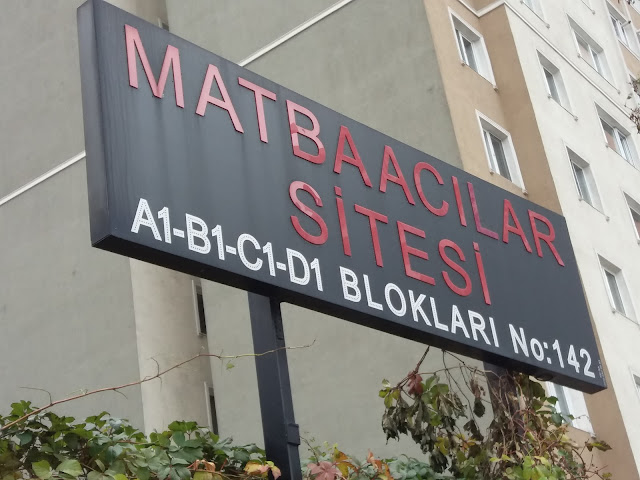 MATBAACILAR
SİTESİ
A1-B1-C1-D1 BLOKLARI No:142